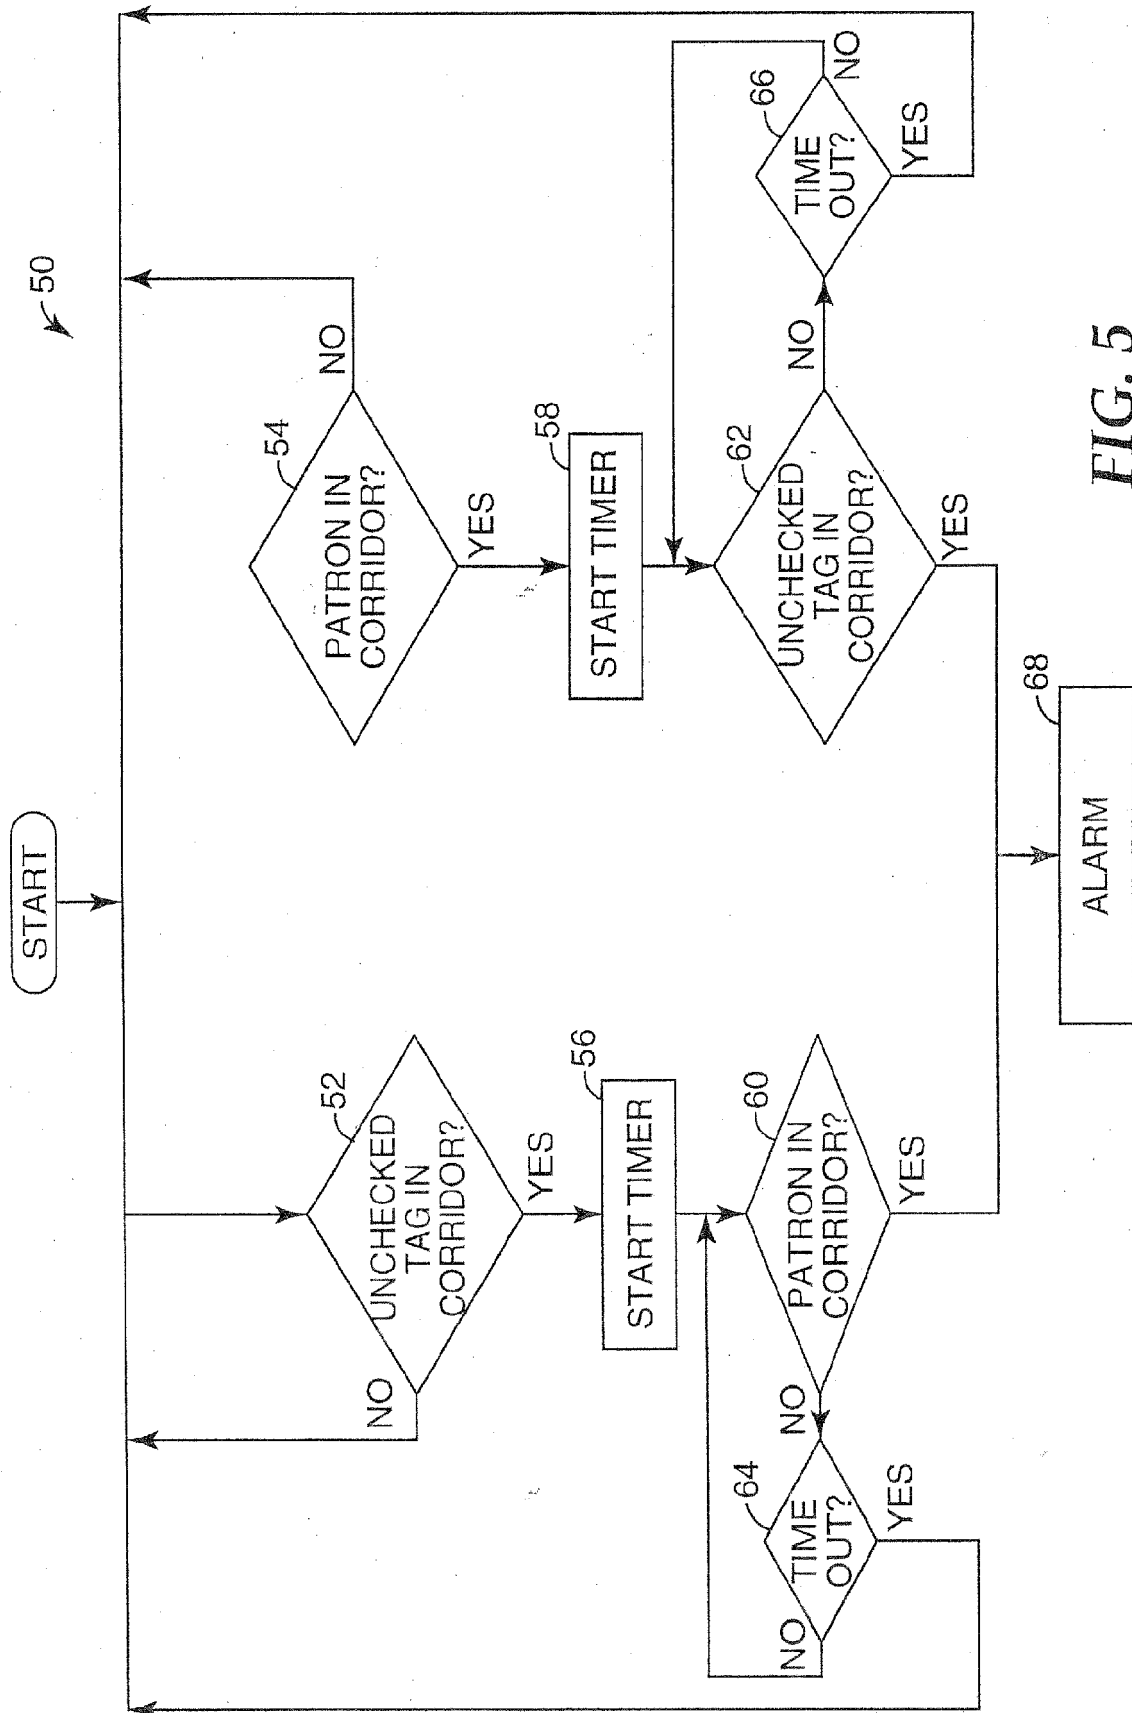 50
START
52
UNCHECKED
TAG IN
CORRIDOR?
NO
YES
54
PATRON IN
CORRIDOR?
NO
YES
56
START TIMER
58
START TIMER
60
PATRON IN
CORRIDOR?
NO
YES
62
UNCHECKED
TAG IN
CORRIDOR?
NO
YES
64
TIME
OUT?
NO
YES
66
TIME
OUT?
NO
YES
68
ALARM
FIG. 5